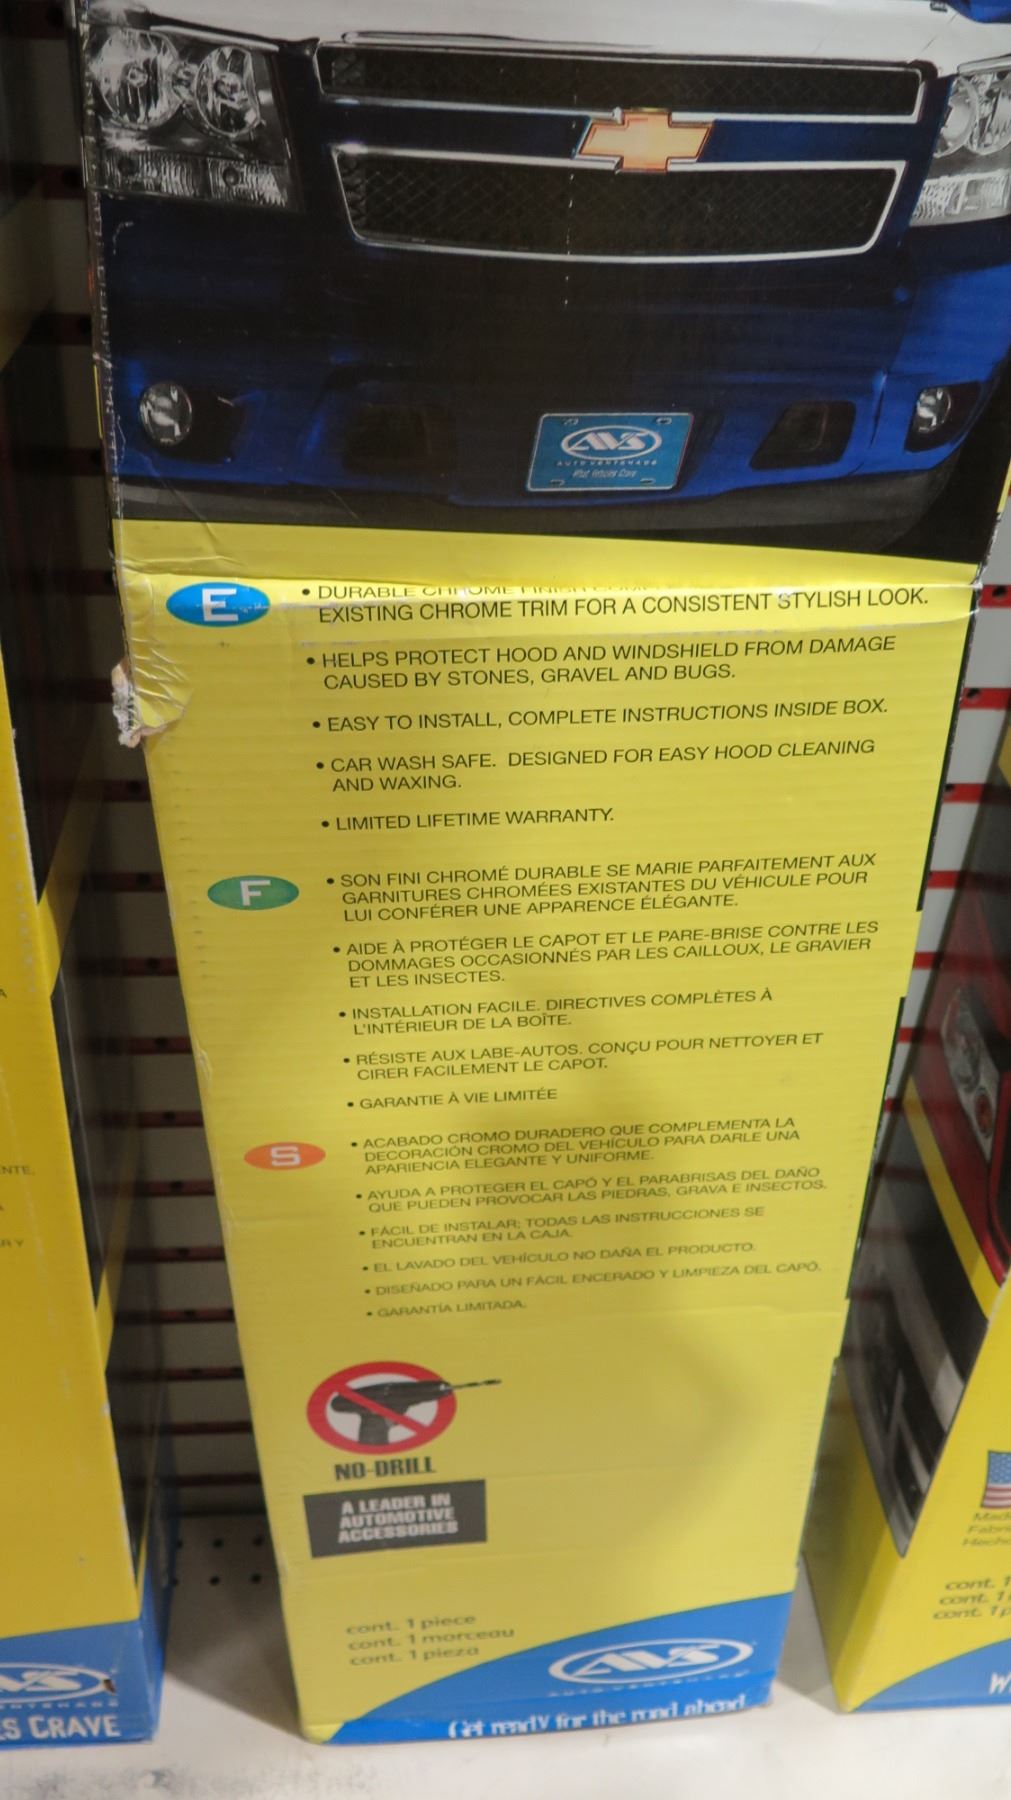 AVS
AUTO VENTSHADE
E
• DURABLE CHROME FINISH
EXISTING CHROME TRIM FOR A CONSISTENT STYLISH LOOK.
• HELPS PROTECT HOOD AND WINDSHIELD FROM DAMAGE
CAUSED BY STONES, GRAVEL AND BUGS.
• EASY TO INSTALL, COMPLETE INSTRUCTIONS INSIDE BOX.
• CAR WASH SAFE. DESIGNED FOR EASY HOOD CLEANING
AND WAXING.
• LIMITED LIFETIME WARRANTY.
F
• SON FINI CHROMÉ DURABLE SE MARIE PARFAITEMENT AUX
GARNITURES CHROMÉES EXISTANTES DU VÉHICULE POUR
LUI CONFÉRER UNE APPARENCE ÉLÉGANTE.
• AIDE À PROTÉGER LE CAPOT ET LE PARE-BRISE CONTRE LES
DOMMAGES OCCASIONNÉS PAR LES CAILLOUX, LE GRAVIER
ET LES INSECTES.
• INSTALLATION FACILE. DIRECTIVES COMPLÈTES À
L'INTÉRIEUR DE LA BOÎTE.
• RÉSISTE AUX LABE-AUTOS. CONÇU POUR NETTOYER ET
CIRER FACILEMENT LE CAPOT.
• GARANTIE À VIE LIMITÉE
S
• ACABADO CROMO DURADERO QUE COMPLEMENTA LA
DECORACIÓN CROMO DEL VEHÍCULO PARA DARLE UNA
APARIENCIA ELEGANTE Y UNIFORME.
• AYUDA A PROTEGER EL CAPÓ Y EL PARABRISAS DEL DAÑO
QUE PUEDEN PROVOCAR LAS PIEDRAS, GRAVA E INSECTOS.
• FÁCIL DE INSTALAR; TODAS LAS INSTRUCCIONES SE
ENCUENTRAN EN LA CAJA.
• EL LAVADO DEL VEHÍCULO NO DAÑA EL PRODUCTO.
• DISEÑADO PARA UN FÁCIL ENCERADO Y LIMPIEZA DEL CAPÓ.
• GARANTÍA LIMITADA.
NO-DRILL
A LEADER IN
AUTOMOTIVE
ACCESSORIES
cont. 1 piece
cont. 1 morceau
cont. 1 pieza
AVS
AUTO VENTSHADE
Get ready for the road ahead
AVS
CRAVE
cont. 1
cont. 1
cont. 1